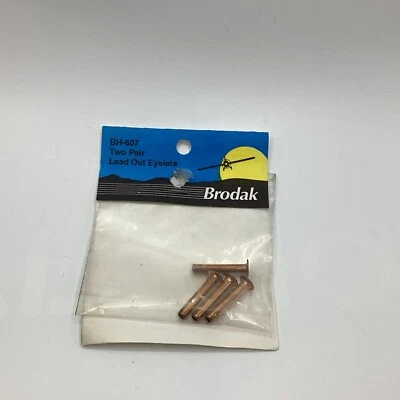 BH-607
Two Pair
Lead Out Eyelets
Brodak